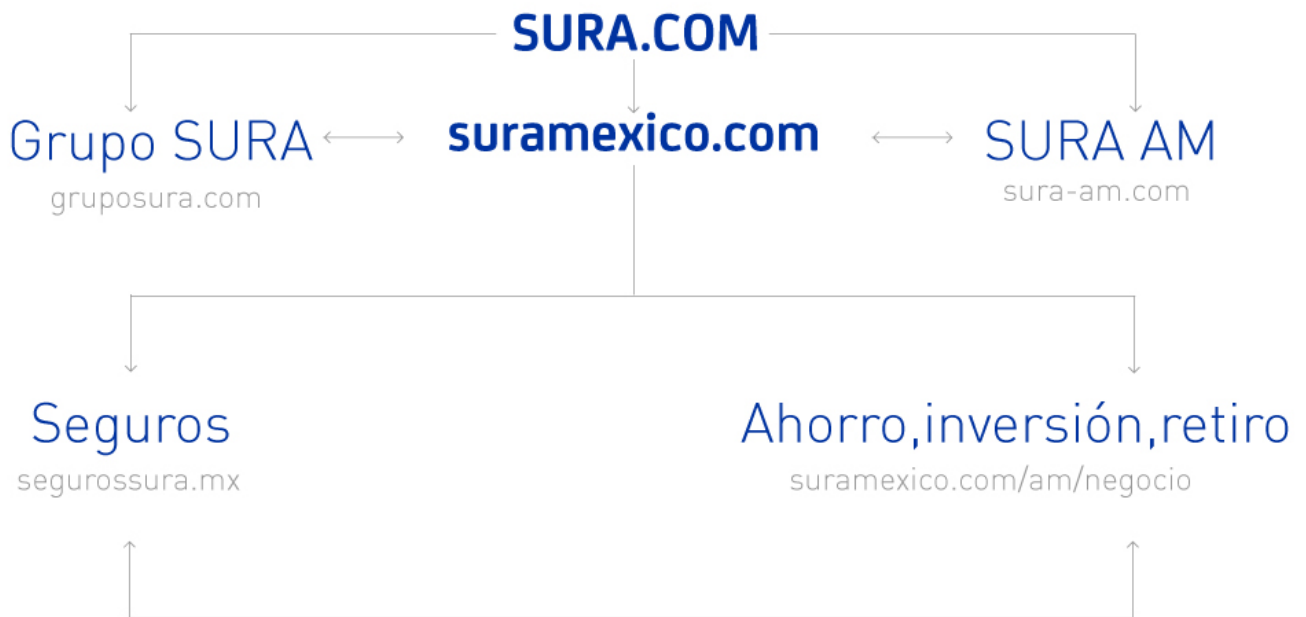 SURA.COM
Grupo SURA
gruposura.com
suramexico.com
SURA AM
sura-am.com
Seguros
segurossura.mx
Ahorro,inversión,retiro
suramexico.com/am/negocio